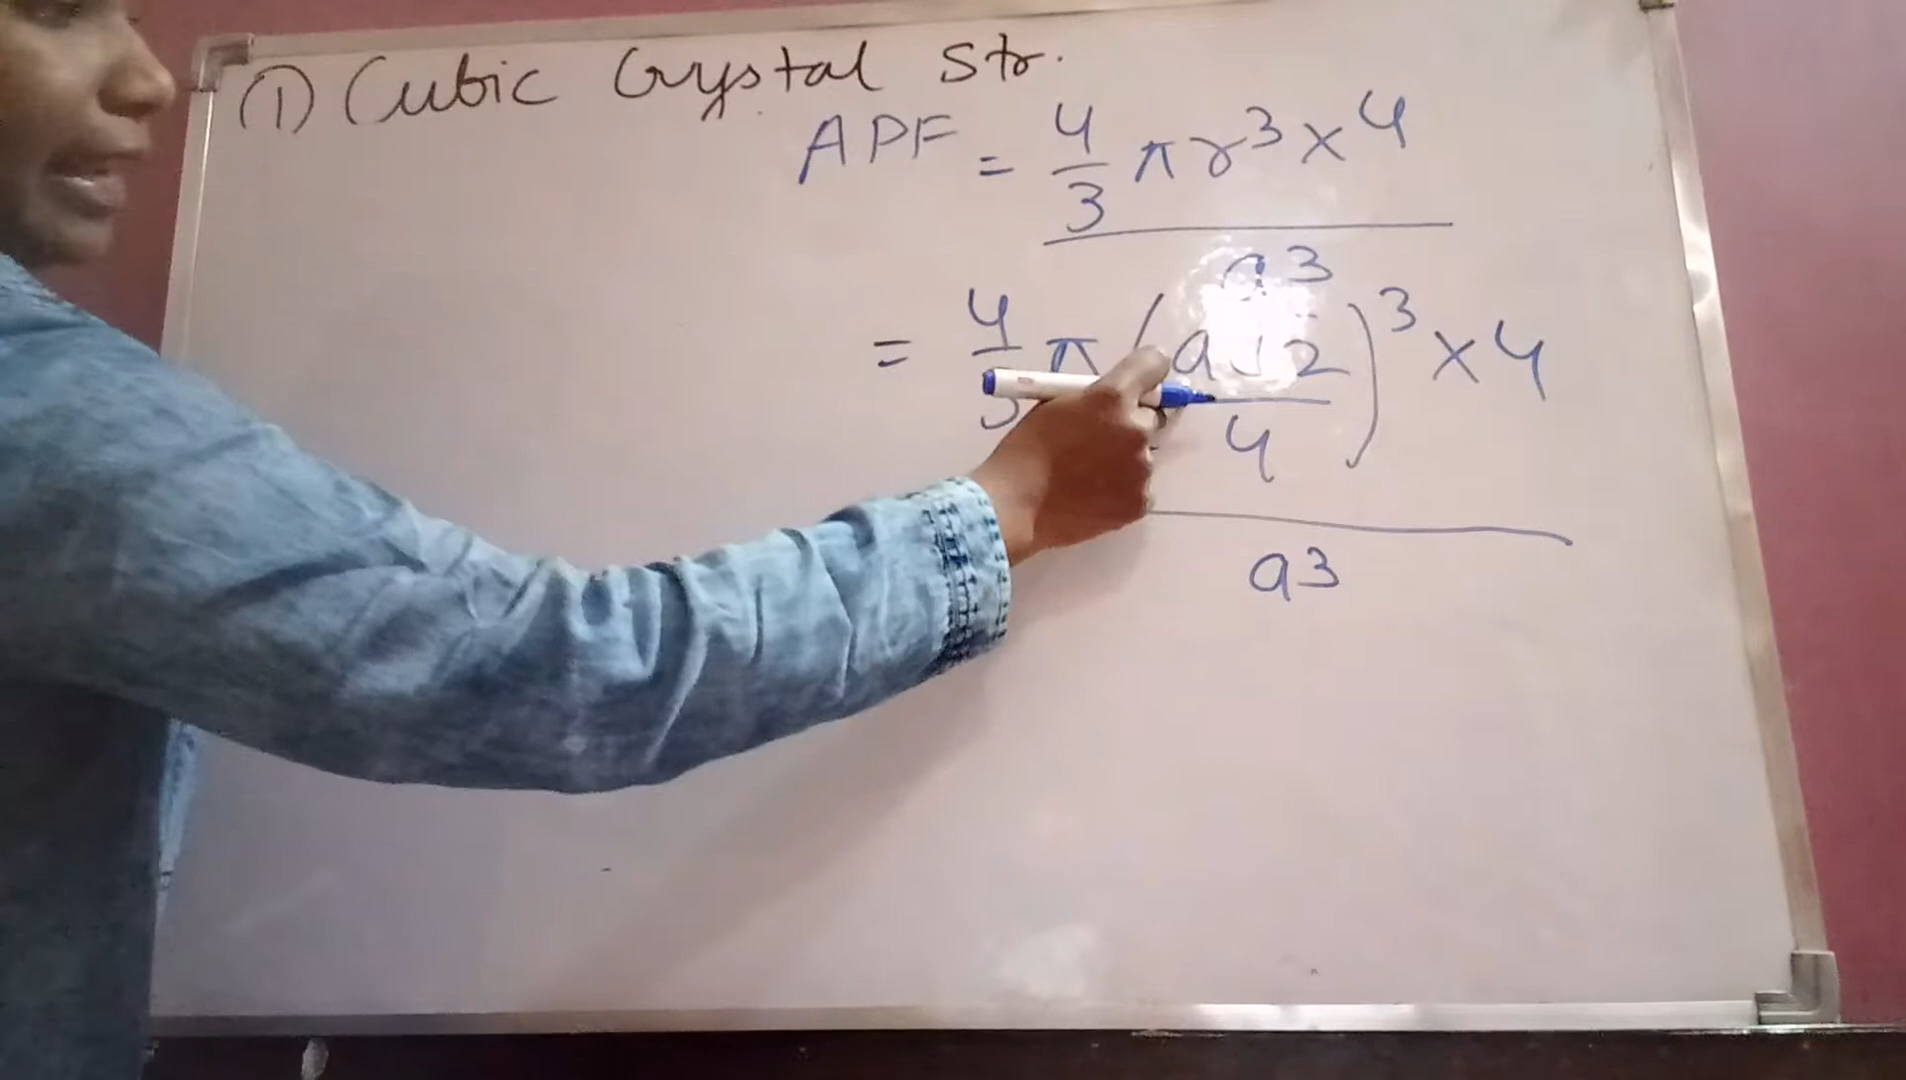 ① Cubic Crystal Str.
APF = 4/3 πr³ × 4
a³
= 4/3 π (a√2/4)³ × 4
a³